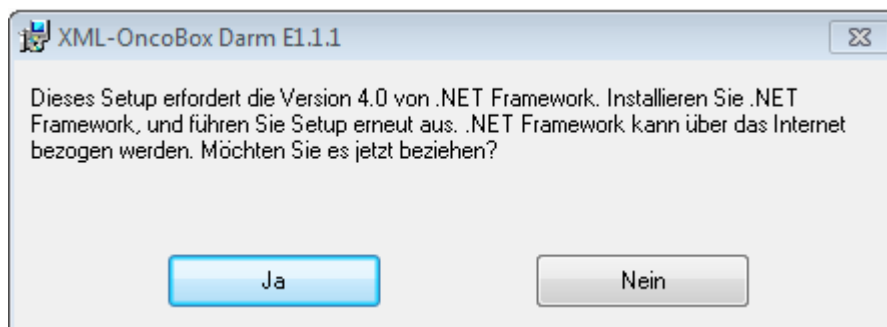 XML-OncoBox Darm E1.1.1
Dieses Setup erfordert die Version 4.0 von .NET Framework. Installieren Sie .NET
Framework, und führen Sie Setup erneut aus. .NET Framework kann über das Internet
bezogen werden. Möchten Sie es jetzt beziehen?
Ja
Nein